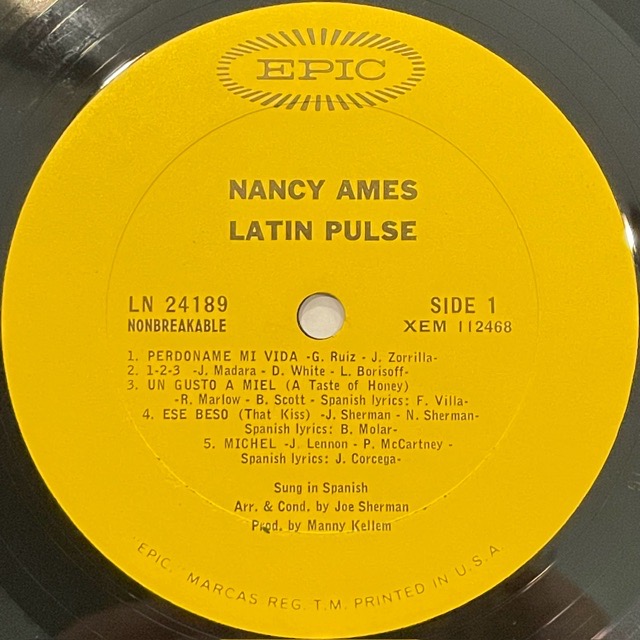 EPIC
NANCY AMES
LATIN PULSE
LN 24189
NONBREAKABLE
SIDE 1
XEM 112468
1. PERDONAME MI VIDA -G. Ruiz - J. Zorrilla-
2. 1-2-3 -J. Madara - D. White - L. Borisoff-
3. UN GUSTO A MIEL (A Taste of Honey)
-R. Marlow - B. Scott - Spanish lyrics: F. Villa-
4. ESE BESO (That Kiss) -J. Sherman - N. Sherman-
Spanish lyrics: B. Molar-
5. MICHEL -J. Lennon - P. McCartney -
Spanish lyrics: J. Corcega-
Sung in Spanish
Arr. & Cond. by Joe Sherman
Prod. by Manny Kellem
"EPIC," MARCAS REG. T.M. PRINTED IN U.S.A.